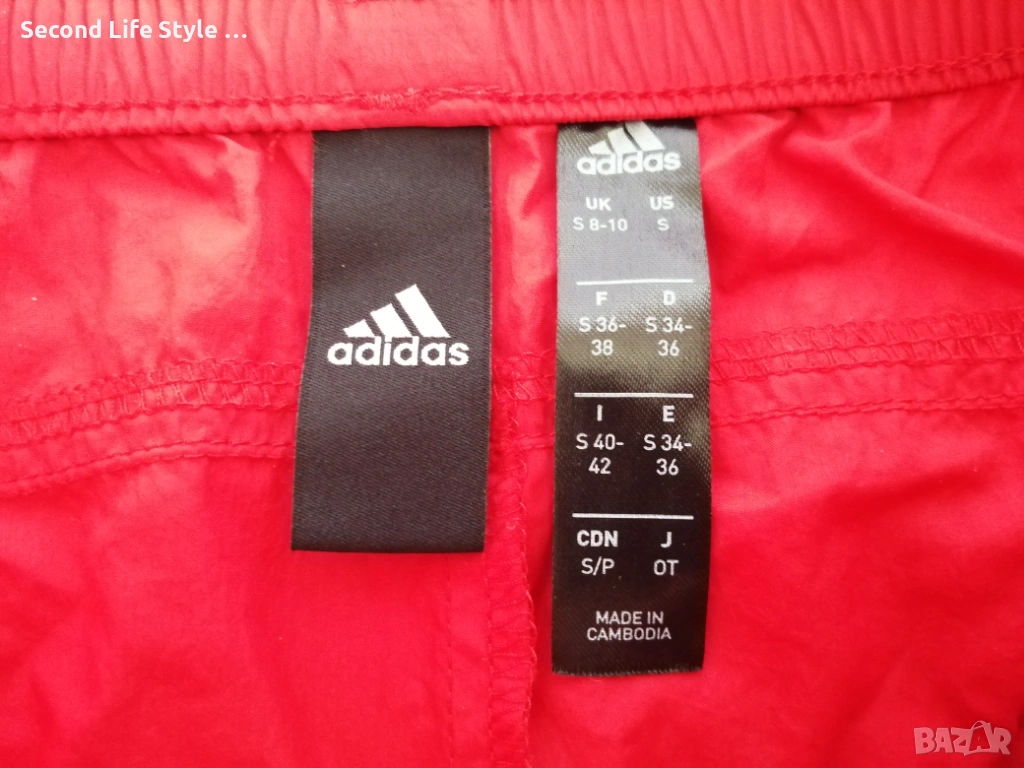 Second Life Style ...
adidas
adidas
UK US
S 8-10 S
F D
S 36- S 34-
38 36
I E
S 40- S 34-
42 36
CDN J
S/P OT
MADE IN
CAMBODIA
BAZAR